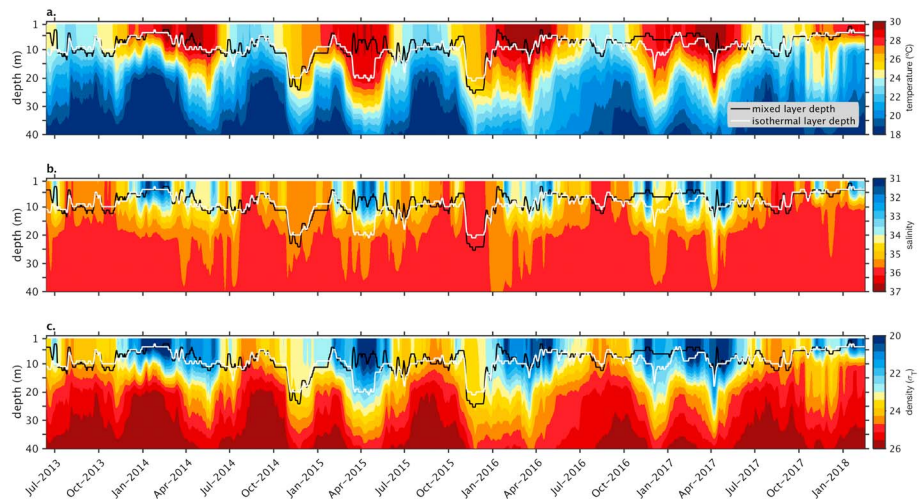 a.
1
10
20
30
40
depth (m)
30
28
26
24
22
20
18
temperature (°C)
mixed layer depth
isothermal layer depth
b.
1
10
20
30
40
depth (m)
31
32
33
34
35
36
37
salinity
c.
1
10
20
30
40
depth (m)
20
22
24
26
density (σT)
Jul-2013
Oct-2013
Jan-2014
Apr-2014
Jul-2014
Oct-2014
Jan-2015
Apr-2015
Jul-2015
Oct-2015
Jan-2016
Apr-2016
Jul-2016
Oct-2016
Jan-2017
Apr-2017
Jul-2017
Oct-2017
Jan-2018